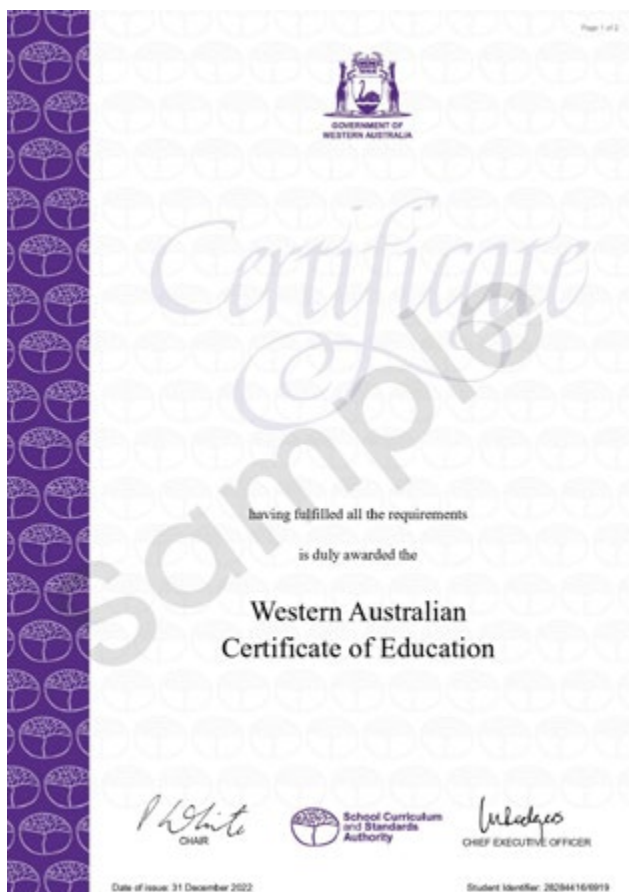 Page 1 of 2
GOVERNMENT OF
WESTERN AUSTRALIA
Certificate
sample
having fulfilled all the requirements
is duly awarded the
Western Australian
Certificate of Education
P White
CHAIR
School Curriculum
and Standards
Authority
CHIEF EXECUTIVE OFFICER
Date of issue: 31 December 2022
Student Identifier: 28284416/6919